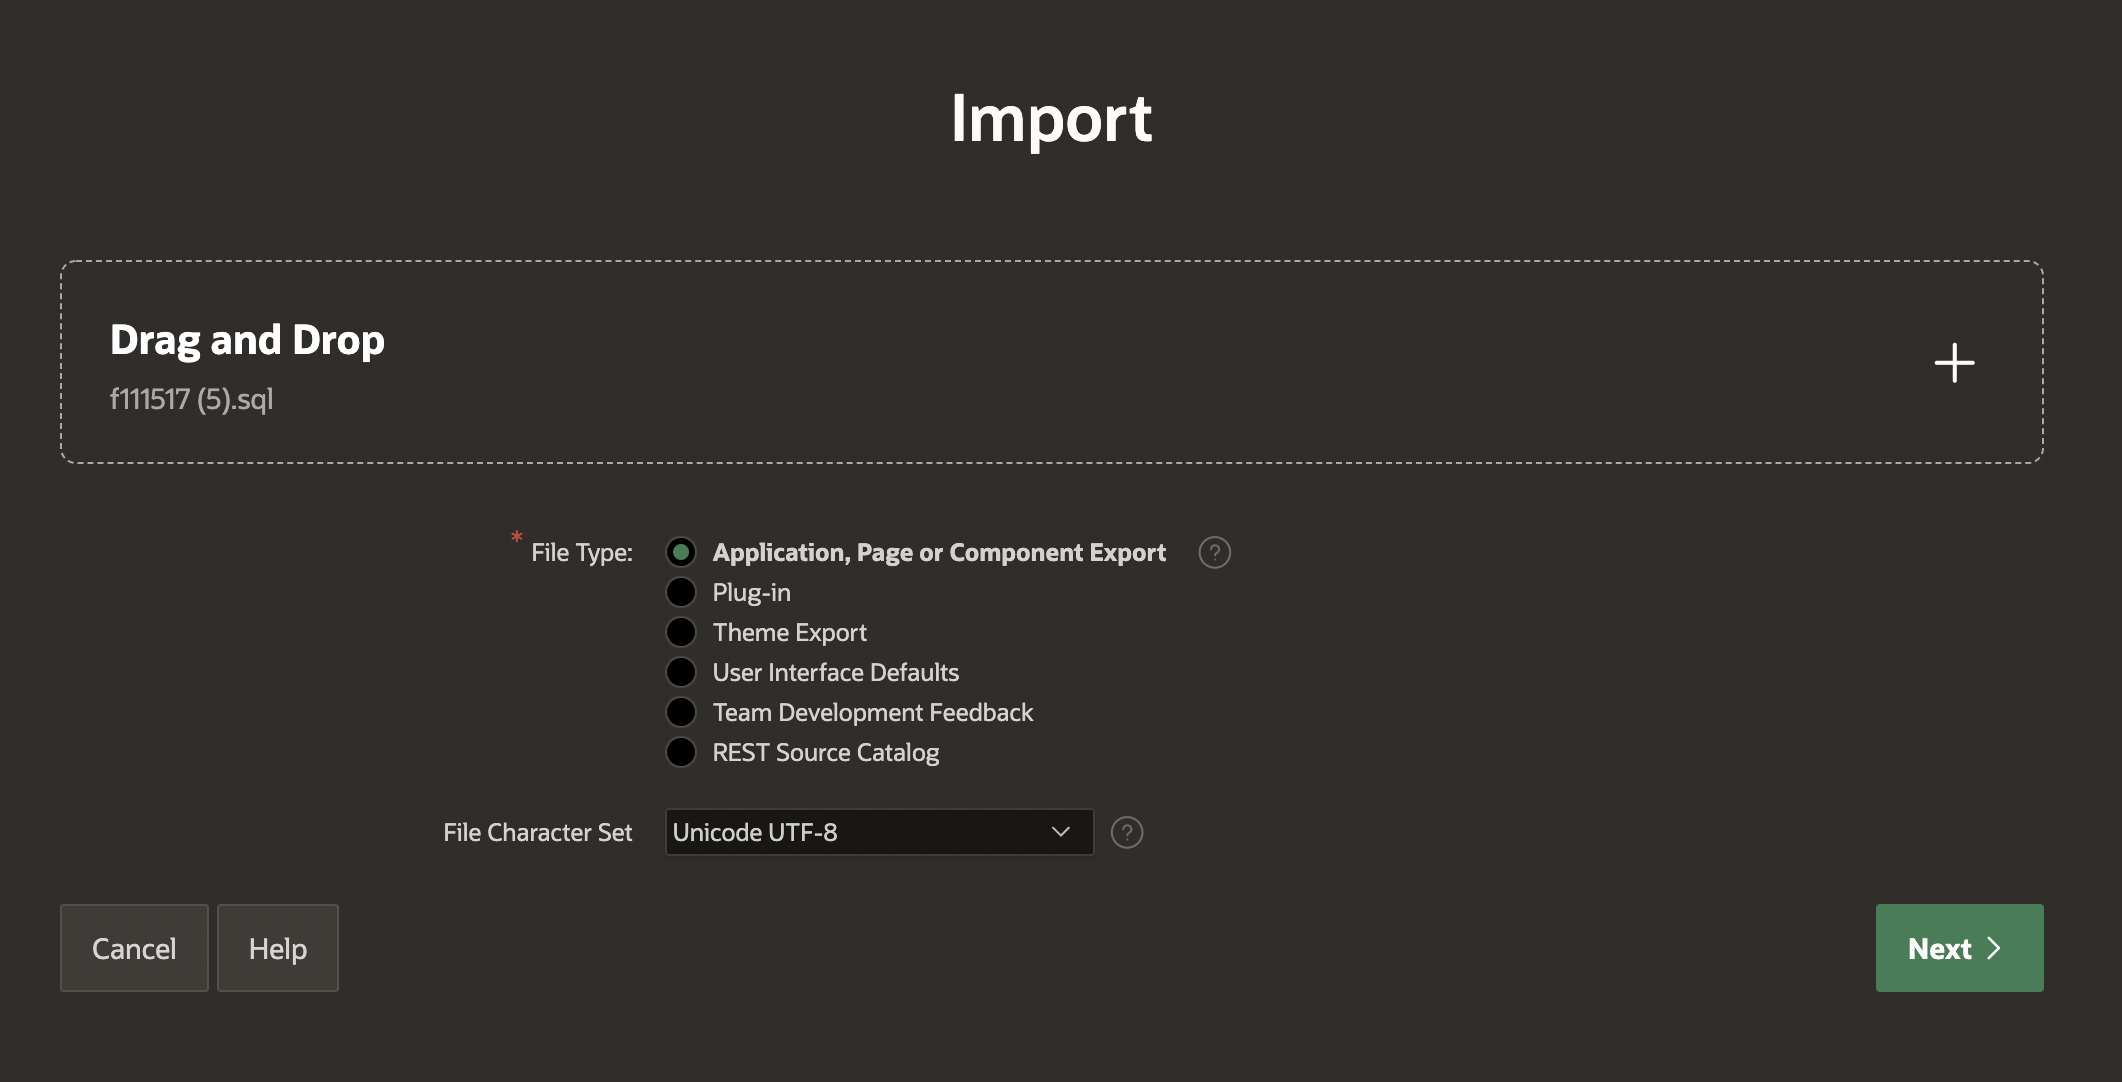 Import
Drag and Drop
f111517 (5).sql
* File Type:
Application, Page or Component Export ?
Plug-in
Theme Export
User Interface Defaults
Team Development Feedback
REST Source Catalog
File Character Set Unicode UTF-8 ?
Cancel Help Next